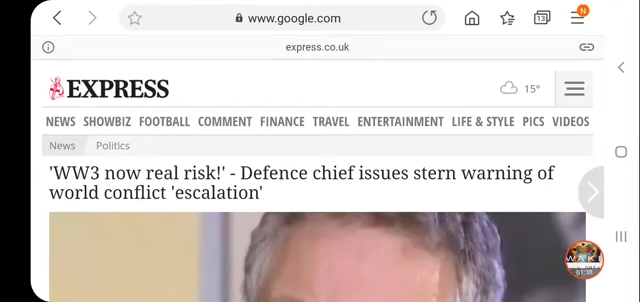 www.google.com
13
N
express.co.uk
EXPRESS
15°
NEWS SHOWBIZ FOOTBALL COMMENT FINANCE TRAVEL ENTERTAINMENT LIFE & STYLE PICS VIDEOS
News Politics
'WW3 now real risk!' - Defence chief issues stern warning of
world conflict 'escalation'
WAKE
01:38